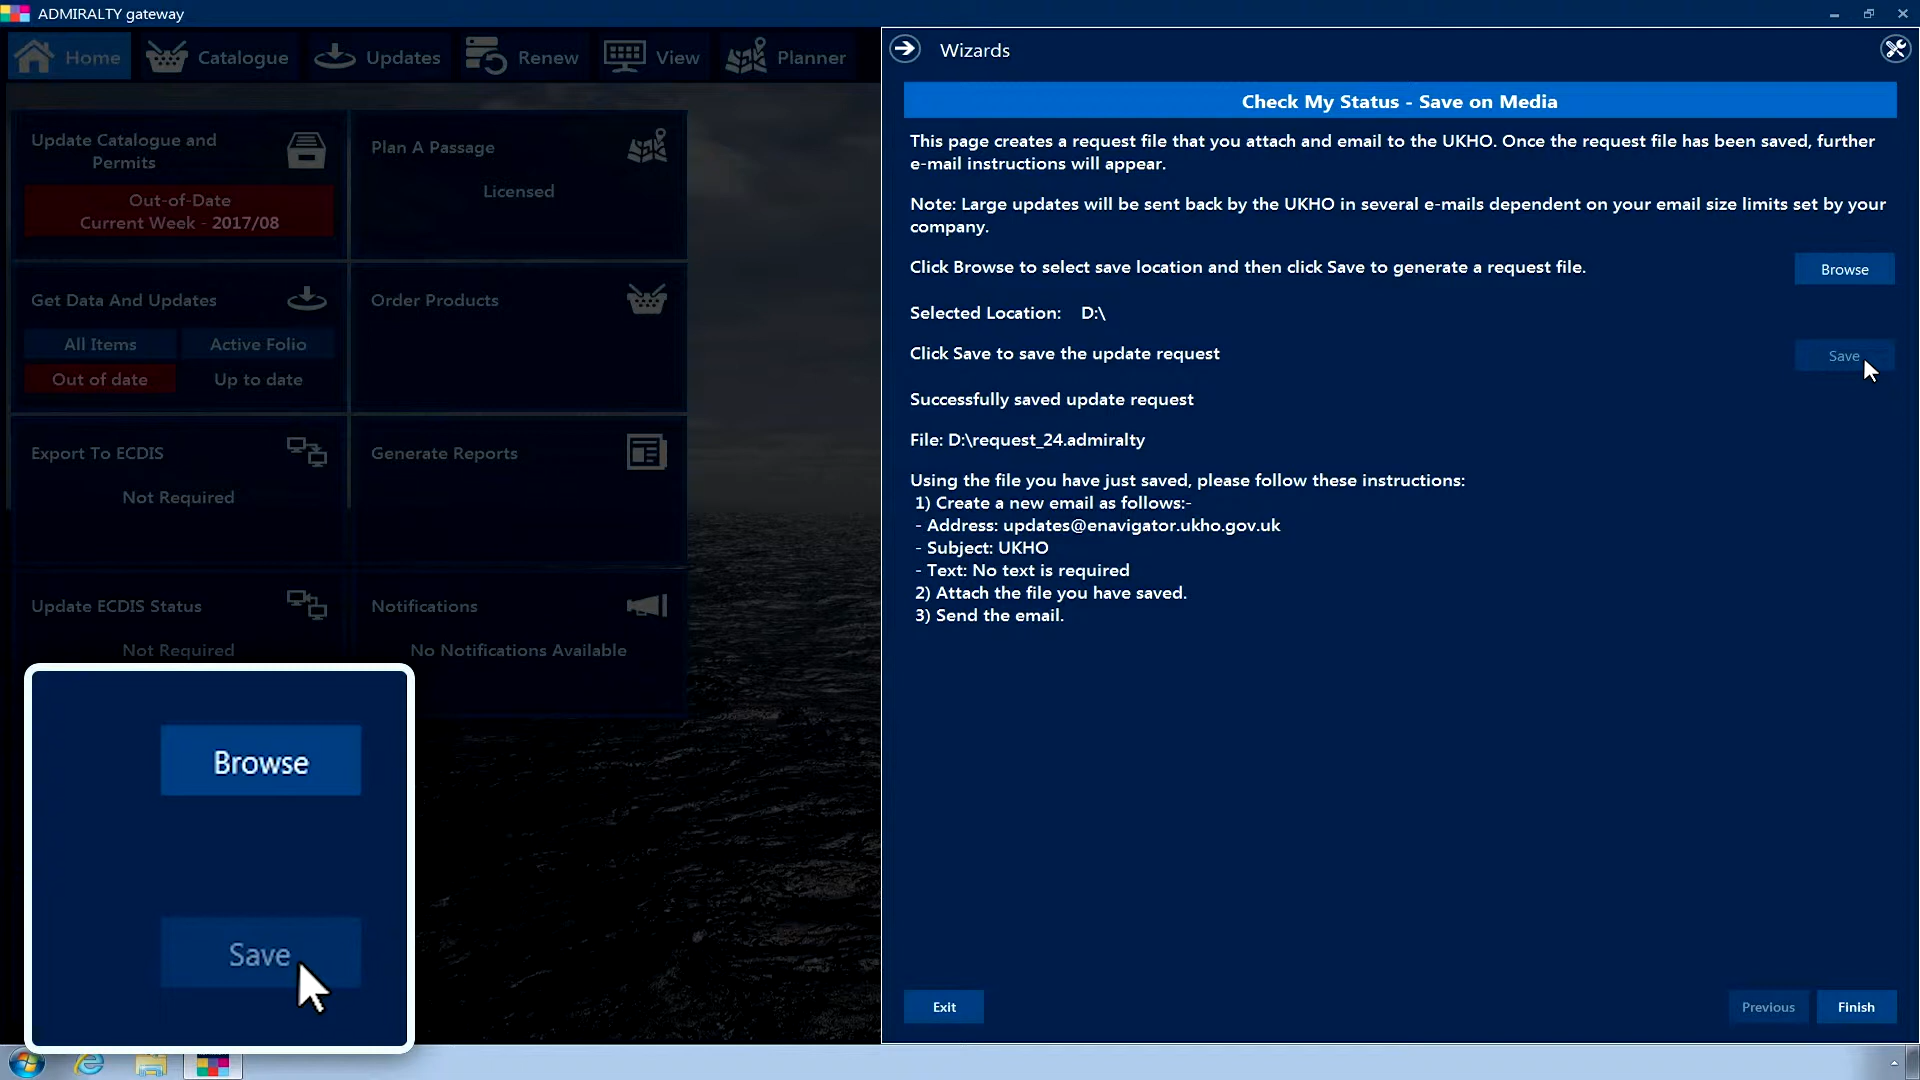 ADMIRALTY gateway
Home
Catalogue
Updates
Renew
View
Planner
Update Catalogue and
Permits
Out-of-Date
Current Week - 2017/08
Plan A Passage
Licensed
Get Data And Updates
All Items
Active Folio
Out of date
Up to date
Order Products
Export To ECDIS
Not Required
Generate Reports
Update ECDIS Status
Not Required
Notifications
No Notifications Available
Browse
Save
Wizards
Check My Status - Save on Media
This page creates a request file that you attach and email to the UKHO. Once the request file has been saved, further
e-mail instructions will appear.
Note: Large updates will be sent back by the UKHO in several e-mails dependent on your email size limits set by your
company.
Click Browse to select save location and then click Save to generate a request file.
Browse
Selected Location: D:\
Click Save to save the update request
Save
Successfully saved update request
File: D:\request_24.admiralty
Using the file you have just saved, please follow these instructions:
1) Create a new email as follows:-
- Address: updates@enavigator.ukho.gov.uk
- Subject: UKHO
- Text: No text is required
2) Attach the file you have saved.
3) Send the email.
Exit
Previous
Finish